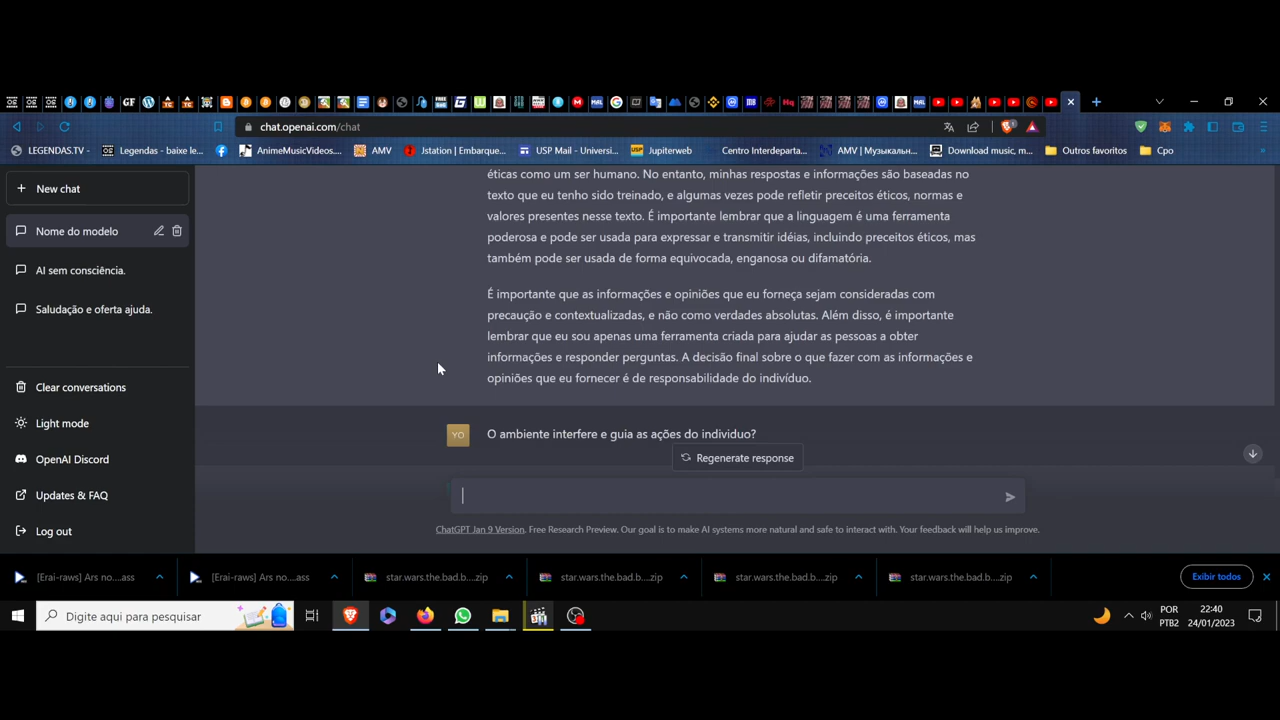 chat.openai.com/chat
LEGENDAS.TV
Legendas - baixe le...
AnimeMusicVideos....
AMV
Jstation | Embarque...
USP Mail - Universi...
Jupiterweb
Centro Interdeparta...
AMV | Музыкальн...
Download music, m...
Outros favoritos
Cpo
New chat
Nome do modelo
AI sem consciência.
Saludação e oferta ajuda.
Clear conversations
Light mode
OpenAI Discord
Updates & FAQ
Log out
éticas como um ser humano. No entanto, minhas respostas e informações são baseadas no
texto que eu tenho sido treinado, e algumas vezes pode refletir preceitos éticos, normas e
valores presentes nesse texto. É importante lembrar que a linguagem é uma ferramenta
poderosa e pode ser usada para expressar e transmitir idéias, incluindo preceitos éticos, mas
também pode ser usada de forma equivocada, enganosa ou difamatória.
É importante que as informações e opiniões que eu forneça sejam consideradas com
precaução e contextualizadas, e não como verdades absolutas. Além disso, é importante
lembrar que eu sou apenas uma ferramenta criada para ajudar as pessoas a obter
informações e responder perguntas. A decisão final sobre o que fazer com as informações e
opiniões que eu fornecer é de responsabilidade do indivíduo.
YO
O ambiente interfere e guia as ações do individuo?
Regenerate response
ChatGPT Jan 9 Version. Free Research Preview. Our goal is to make AI systems more natural and safe to interact with. Your feedback will help us improve.
[Erai-raws] Ars no....ass
[Erai-raws] Ars no....ass
star.wars.the.bad.b....zip
star.wars.the.bad.b....zip
star.wars.the.bad.b....zip
star.wars.the.bad.b....zip
Exibir todos
Digite aqui para pesquisar
POR
PTB2
22:40
24/01/2023